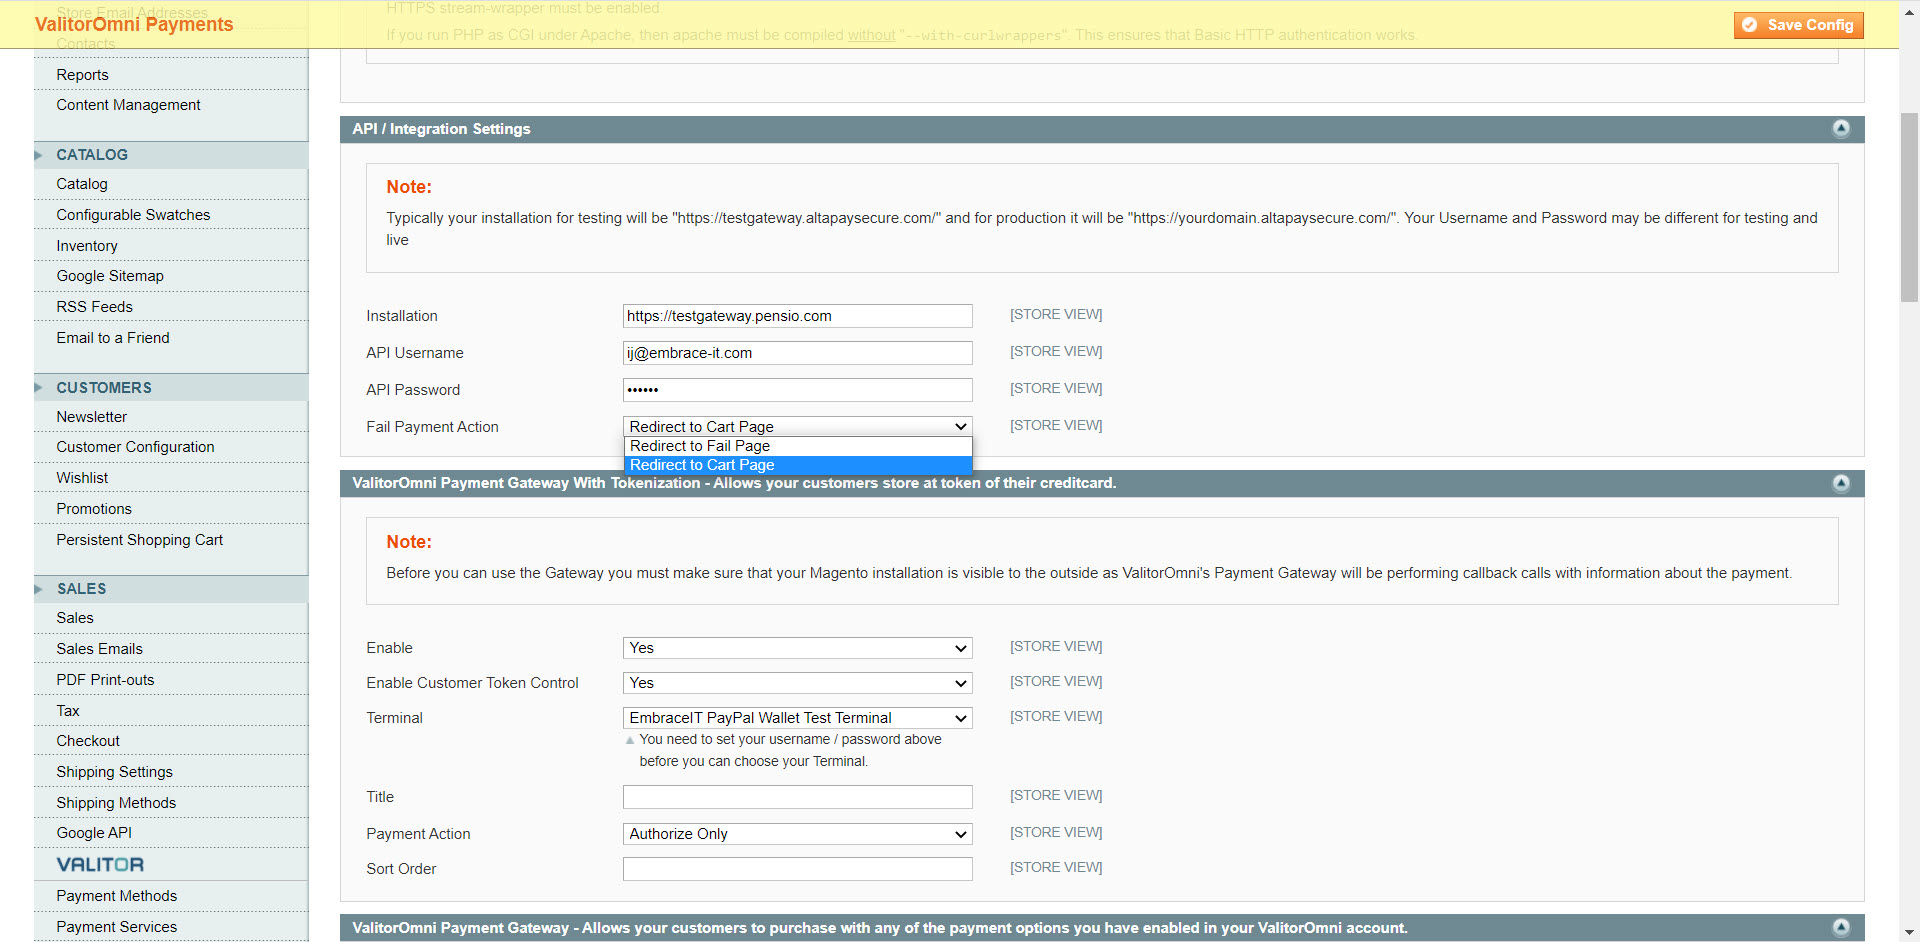 Store Email Addresses
ValitorOmni Payments
Contacts
Reports
Content Management
CATALOG
Catalog
Configurable Swatches
Inventory
Google Sitemap
RSS Feeds
Email to a Friend
CUSTOMERS
Newsletter
Customer Configuration
Wishlist
Promotions
Persistent Shopping Cart
SALES
Sales
Sales Emails
PDF Print-outs
Tax
Checkout
Shipping Settings
Shipping Methods
Google API
VALITOR
Payment Methods
Payment Services
HTTPS stream-wrapper must be enabled
If you run PHP as CGI under Apache, then apache must be compiled without "--with-curlwrappers". This ensures that Basic HTTP authentication works.
Save Config
API / Integration Settings
Note:
Typically your installation for testing will be "https://testgateway.altapaysecure.com/" and for production it will be "https://yourdomain.altapaysecure.com/". Your Username and Password may be different for testing and
live
Installation https://testgateway.pensio.com [STORE VIEW]
API Username ij@embrace-it.com [STORE VIEW]
API Password •••••• [STORE VIEW]
Fail Payment Action Redirect to Cart Page [STORE VIEW]
Redirect to Fail Page
Redirect to Cart Page
ValitorOmni Payment Gateway With Tokenization - Allows your customers store at token of their creditcard.
Note:
Before you can use the Gateway you must make sure that your Magento installation is visible to the outside as ValitorOmni's Payment Gateway will be performing callback calls with information about the payment.
Enable Yes [STORE VIEW]
Enable Customer Token Control Yes [STORE VIEW]
Terminal EmbraceIT PayPal Wallet Test Terminal [STORE VIEW]
You need to set your username / password above
before you can choose your Terminal.
Title [STORE VIEW]
Payment Action Authorize Only [STORE VIEW]
Sort Order [STORE VIEW]
ValitorOmni Payment Gateway - Allows your customers to purchase with any of the payment options you have enabled in your ValitorOmni account.